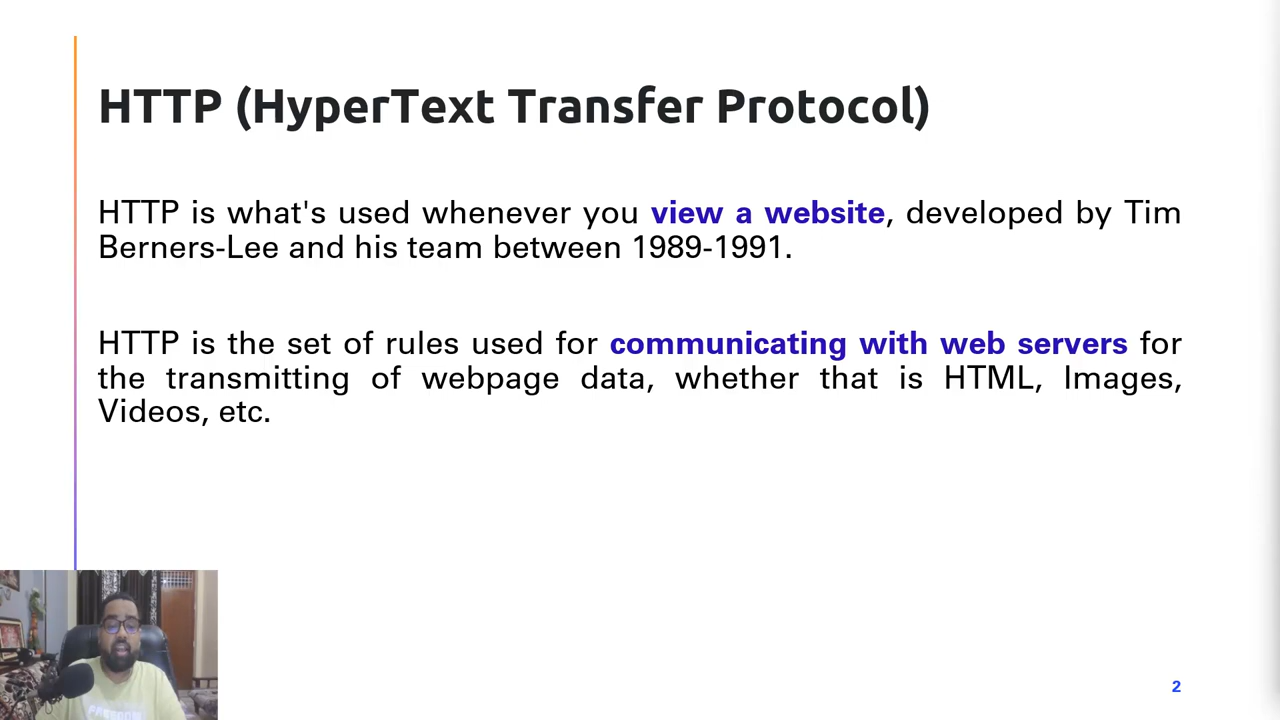 HTTP (HyperText Transfer Protocol)
HTTP is what's used whenever you view a website, developed by Tim
Berners-Lee and his team between 1989-1991.
HTTP is the set of rules used for communicating with web servers for
the transmitting of webpage data, whether that is HTML, Images,
Videos, etc.
2